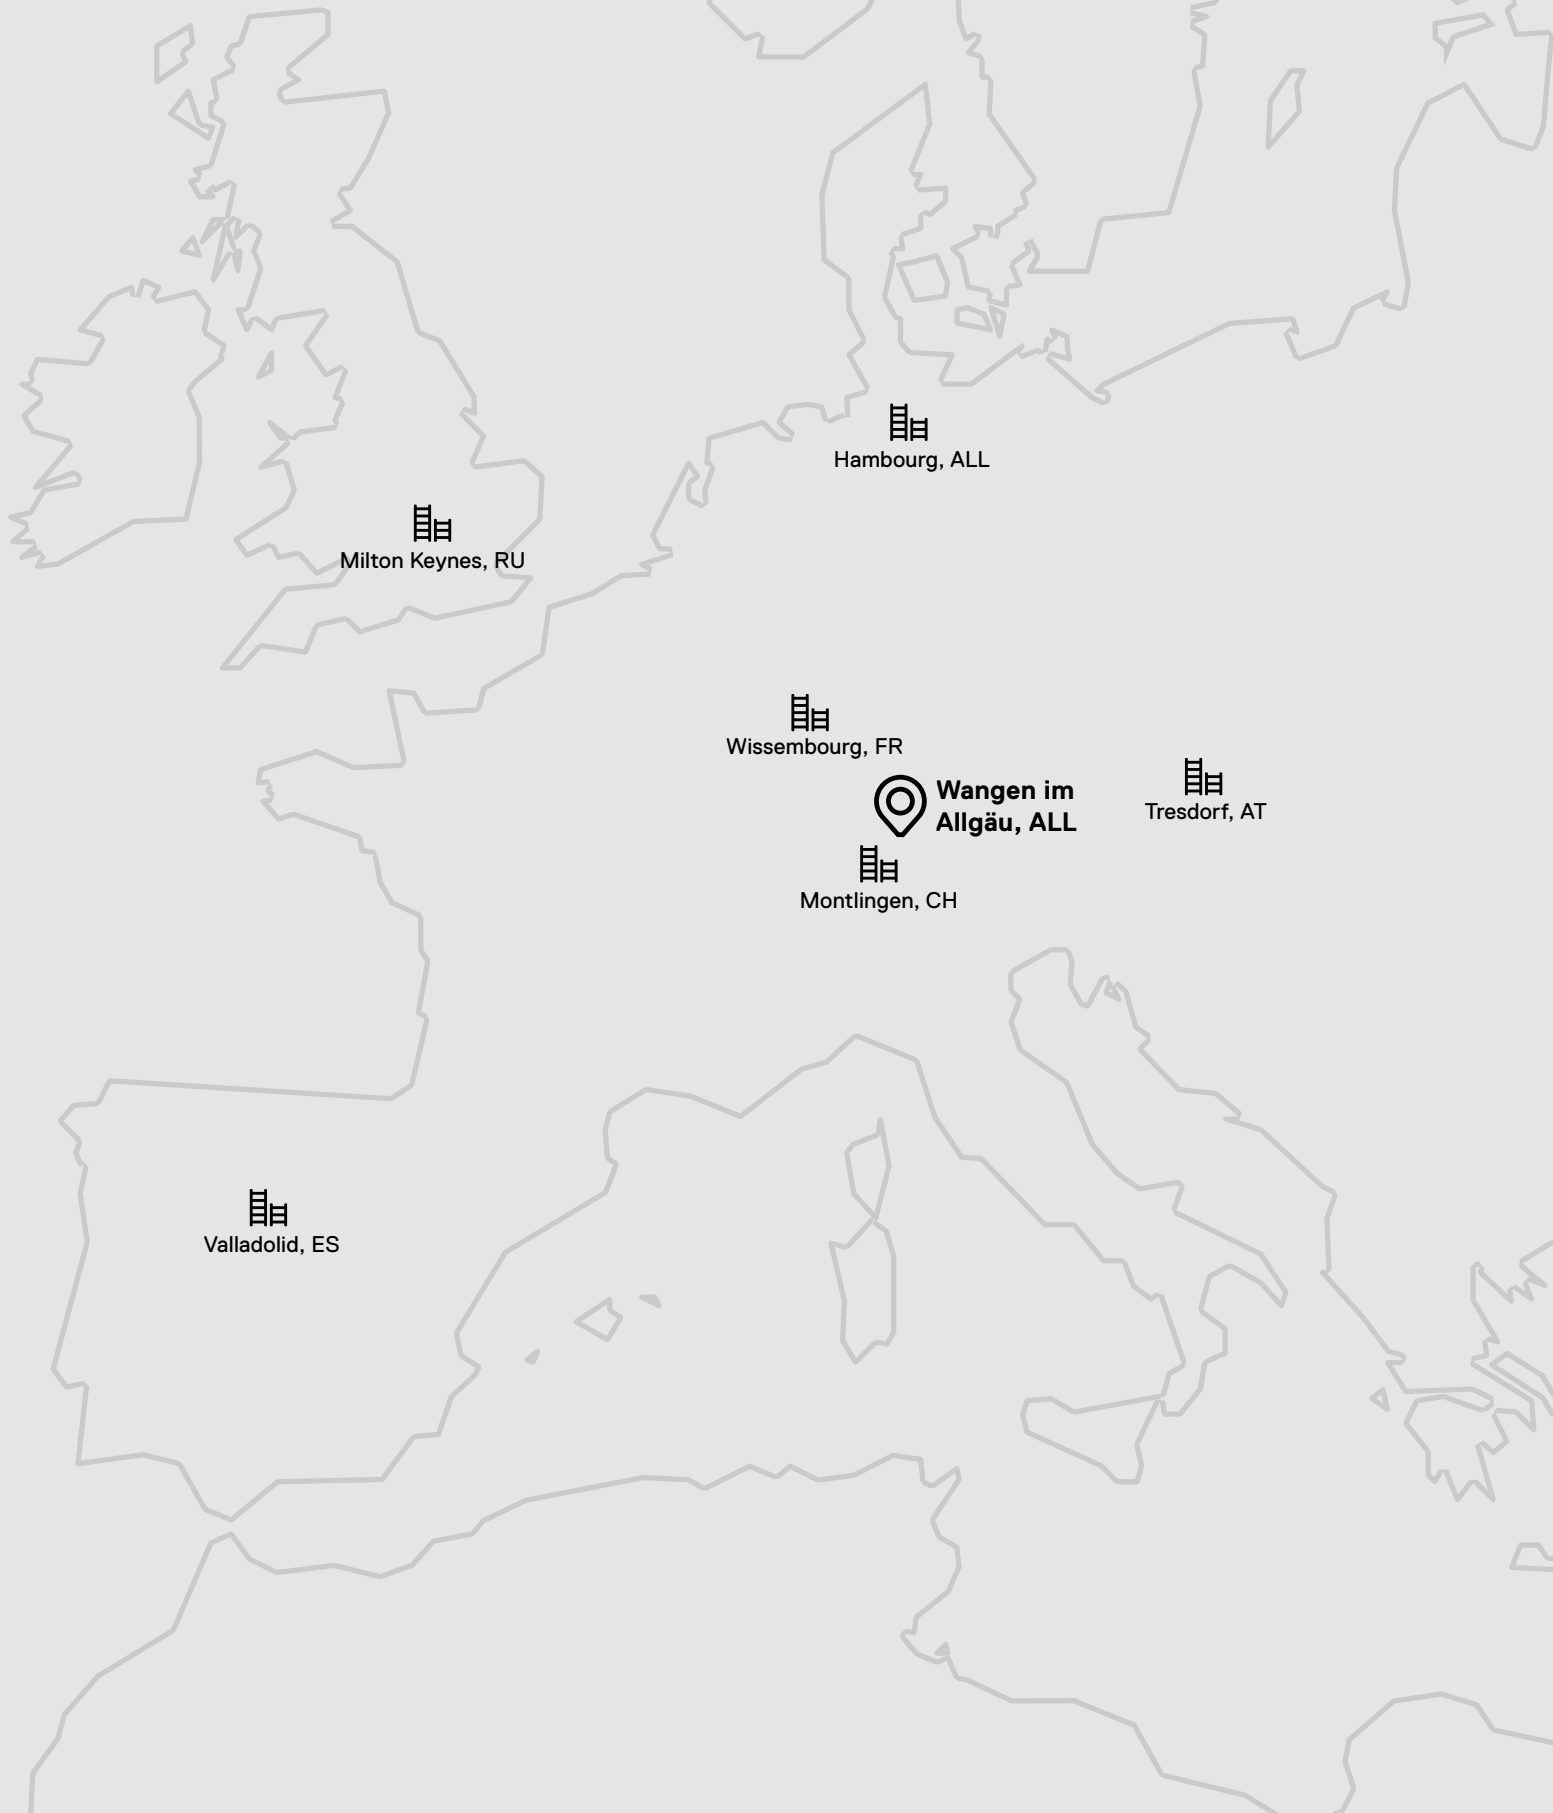 Hambourg, ALL
Milton Keynes, RU
Wissembourg, FR
Wangen im
Allgäu, ALL
Tresdorf, AT
Montlingen, CH
Valladolid, ES